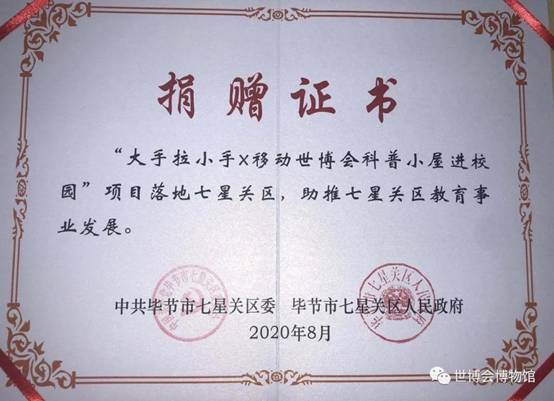 捐赠证书
“大手拉小手X移动世博会科普小屋进校
园”项目落地七星关区，助推七星关区教育事
业发展。
中共毕节市七星关区委 毕节市七星关区人民政府
2020年8月
世博会博物馆